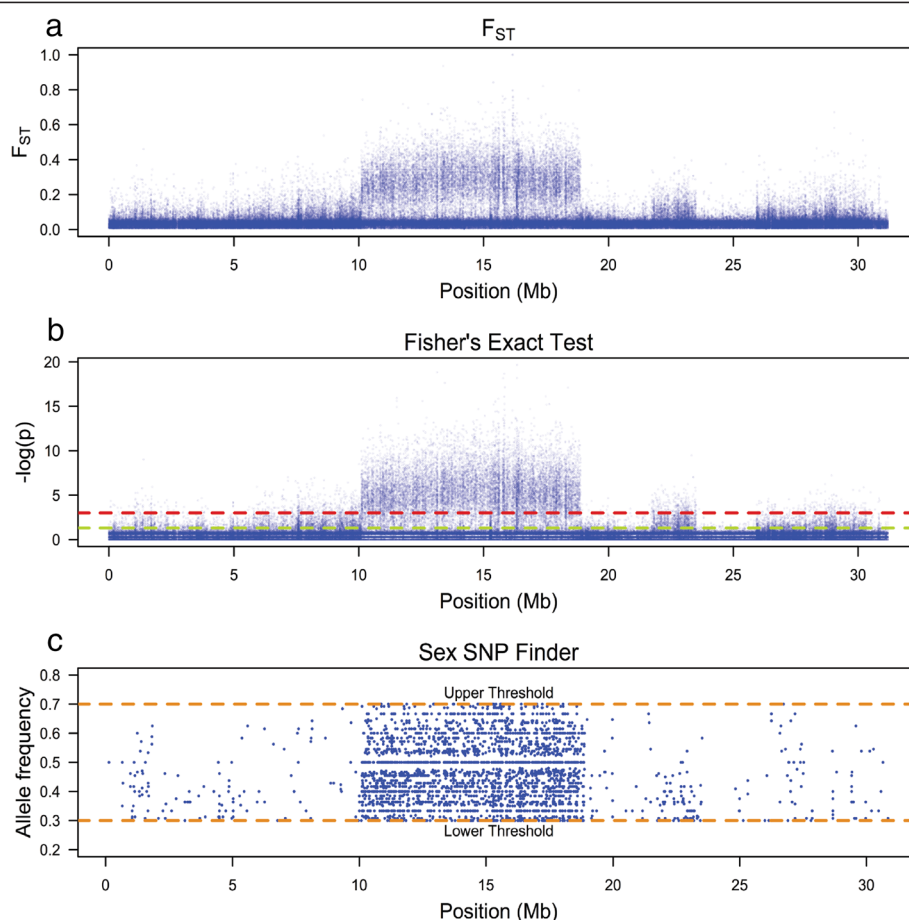 a
F_ST
F_ST
1.0
0.8
0.6
0.4
0.2
0.0
0 5 10 15 20 25 30
Position (Mb)
b
Fisher's Exact Test
-log(p)
20
15
10
5
0
0 5 10 15 20 25 30
Position (Mb)
c
Sex SNP Finder
Allele frequency
0.8
0.7
0.6
0.5
0.4
0.3
0.2
Upper Threshold
Lower Threshold
0 5 10 15 20 25 30
Position (Mb)